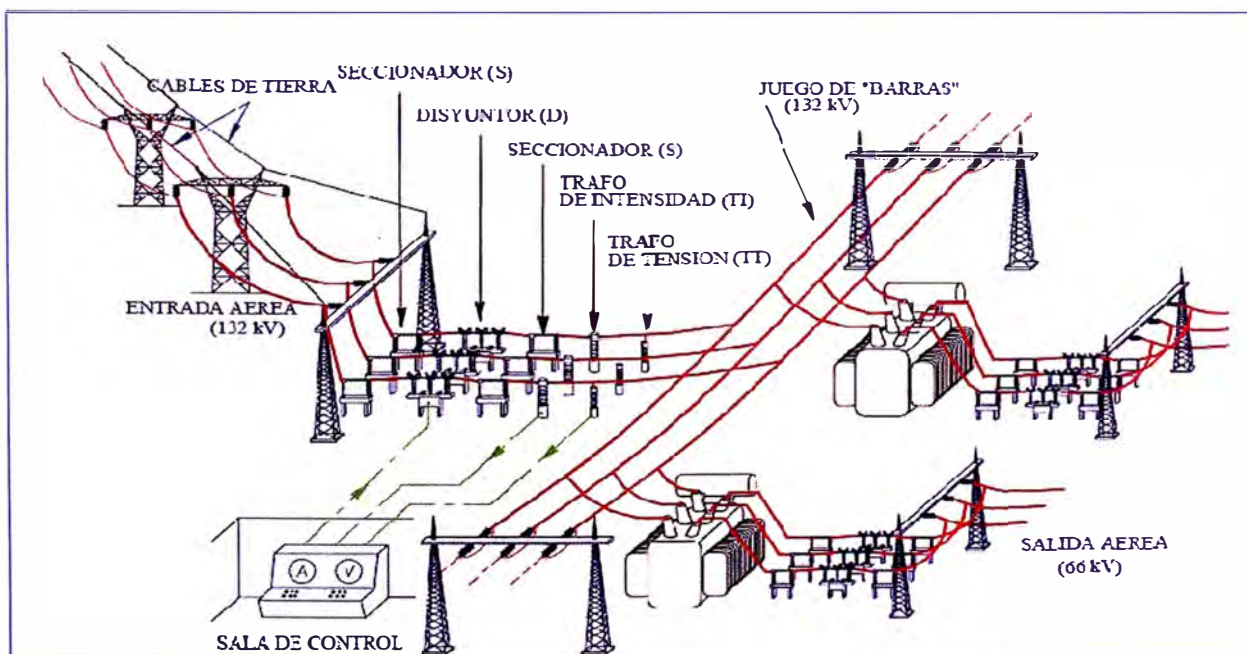 CABLES DE TIERRA
SECCIONADOR (S)
DISYUNTOR (D)
SECCIONADOR (S)
TRAFO
DE INTENSIDAD (TI)
TRAFO
DE TENSION (TT)
JUEGO DE "BARRAS"
(132 kV)
ENTRADA AEREA
(132 kV)
A
V
SALA DE CONTROL
SALIDA AEREA
(66 kV)